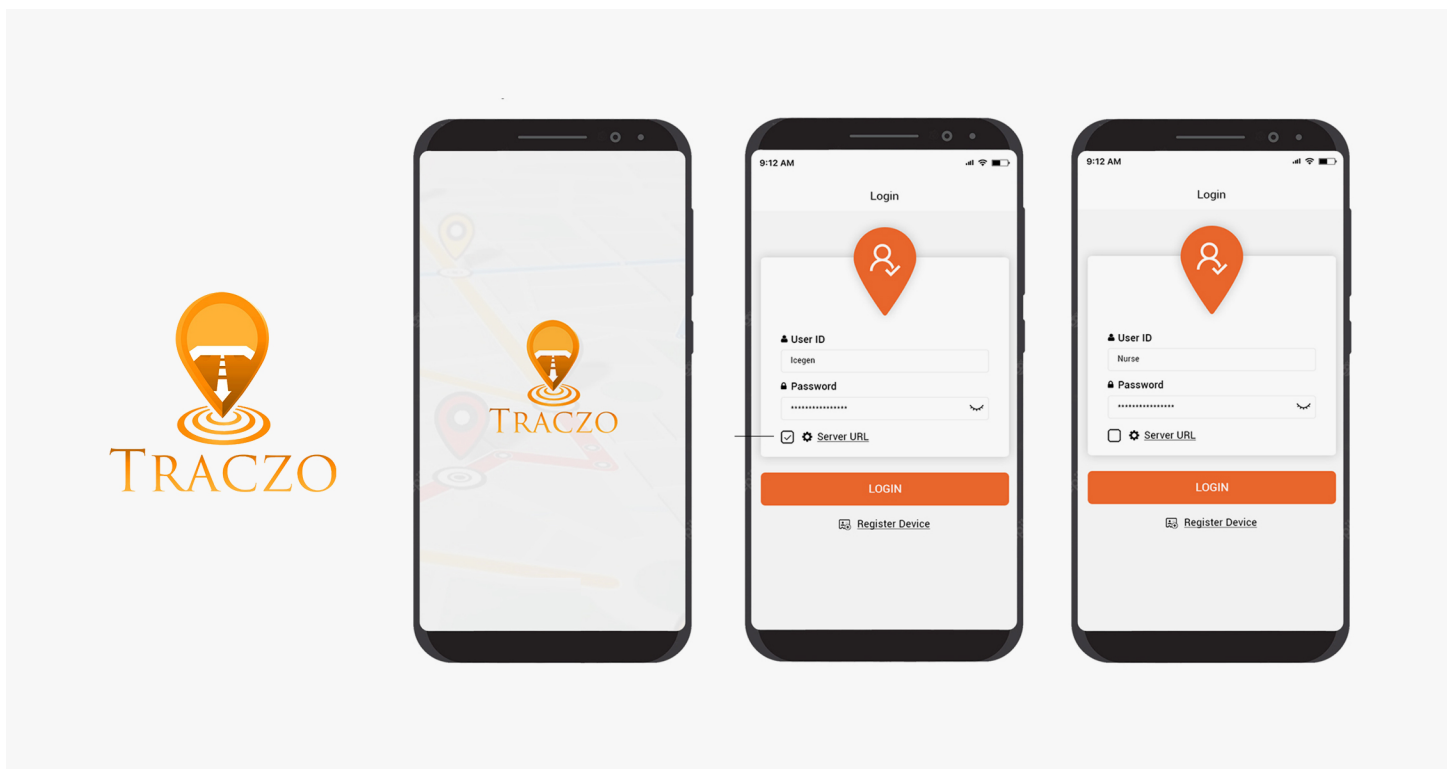 TRACZO
TRACZO
9:12 AM
Login
User ID
Icegen
Password
****************
Server URL
LOGIN
Register Device
9:12 AM
Login
User ID
Nurse
Password
****************
Server URL
LOGIN
Register Device